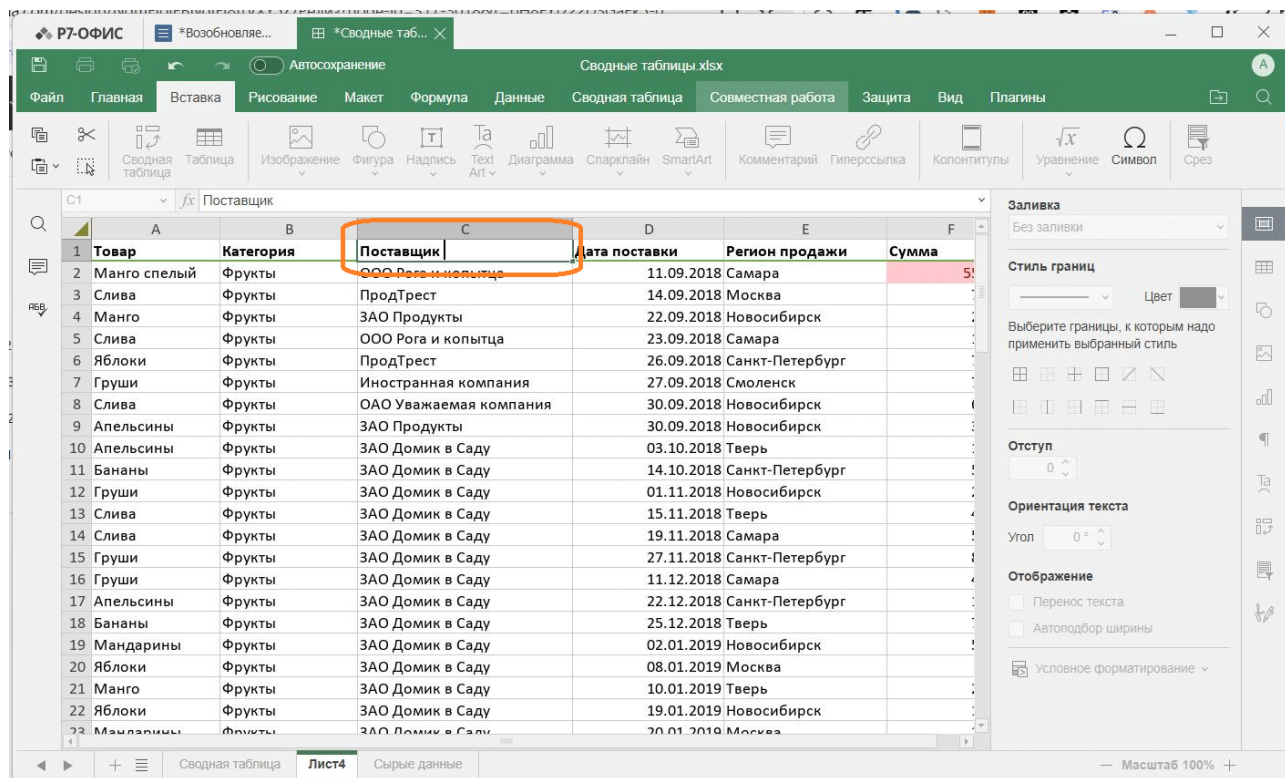 Р7-ОФИС *Возобновляе... *Сводные таб...
Автосохранение Сводные таблицы.xlsx A
Файл Главная Вставка Рисование Макет Формула Данные Сводная таблица Совместная работа Защита Вид Плагины
Сводная таблица Таблица Изображение Фигура Надпись Text Art Диаграмма Спарклайн SmartArt Комментарий Гиперссылка Колонтитулы Уравнение Символ Срез
C1 fx Поставщик
A B C D E F
1 Товар Категория Поставщик Дата поставки Регион продажи Сумма
2 Манго спелый Фрукты ООО Рога и копытца 11.09.2018 Самара
3 Слива Фрукты ПродТрест 14.09.2018 Москва
4 Манго Фрукты ЗАО Продукты 22.09.2018 Новосибирск
5 Слива Фрукты ООО Рога и копытца 23.09.2018 Самара
6 Яблоки Фрукты ПродТрест 26.09.2018 Санкт-Петербург
7 Груши Фрукты Иностранная компания 27.09.2018 Смоленск
8 Слива Фрукты ОАО Уважаемая компания 30.09.2018 Новосибирск
9 Апельсины Фрукты ЗАО Продукты 30.09.2018 Новосибирск
10 Апельсины Фрукты ЗАО Домик в Саду 03.10.2018 Тверь
11 Бананы Фрукты ЗАО Домик в Саду 14.10.2018 Санкт-Петербург
12 Груши Фрукты ЗАО Домик в Саду 01.11.2018 Новосибирск
13 Слива Фрукты ЗАО Домик в Саду 15.11.2018 Тверь
14 Слива Фрукты ЗАО Домик в Саду 19.11.2018 Самара
15 Груши Фрукты ЗАО Домик в Саду 27.11.2018 Санкт-Петербург
16 Груши Фрукты ЗАО Домик в Саду 11.12.2018 Самара
17 Апельсины Фрукты ЗАО Домик в Саду 22.12.2018 Санкт-Петербург
18 Бананы Фрукты ЗАО Домик в Саду 25.12.2018 Тверь
19 Мандарины Фрукты ЗАО Домик в Саду 02.01.2019 Новосибирск
20 Яблоки Фрукты ЗАО Домик в Саду 08.01.2019 Москва
21 Манго Фрукты ЗАО Домик в Саду 10.01.2019 Тверь
22 Яблоки Фрукты ЗАО Домик в Саду 19.01.2019 Новосибирск
23 Мандарины Фрукты ЗАО Домик в Саду 20.01.2019 Москва
Заливка
Без заливки
Стиль границ
Цвет
Выберите границы, к которым надо
применить выбранный стиль
Отступ
0
Ориентация текста
Угол 0 °
Отображение
Перенос текста
Автоподбор ширины
Условное форматирование
Сводная таблица Лист4 Сырые данные Масштаб 100%